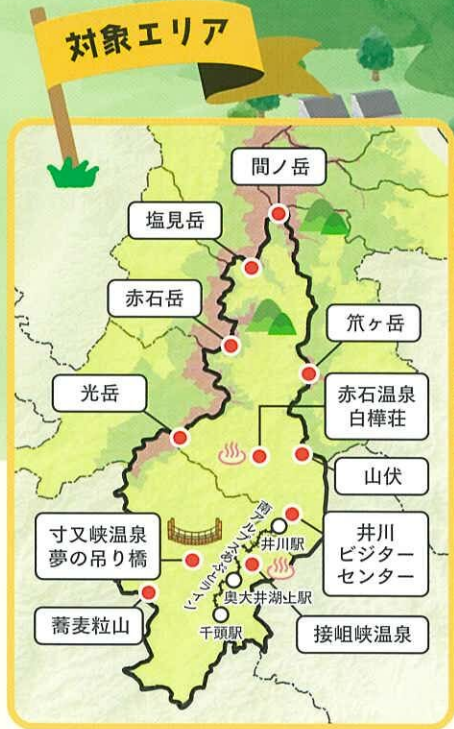 対象エリア
間ノ岳
塩見岳
赤石岳
笊ヶ岳
光岳
赤石温泉
白樺荘
山伏
寸又峡温泉
夢の吊り橋
井川駅
井川
ビジター
センター
南アルプスあぷとライン
奥大井湖上駅
蕎麦粒山
千頭駅
接岨峡温泉